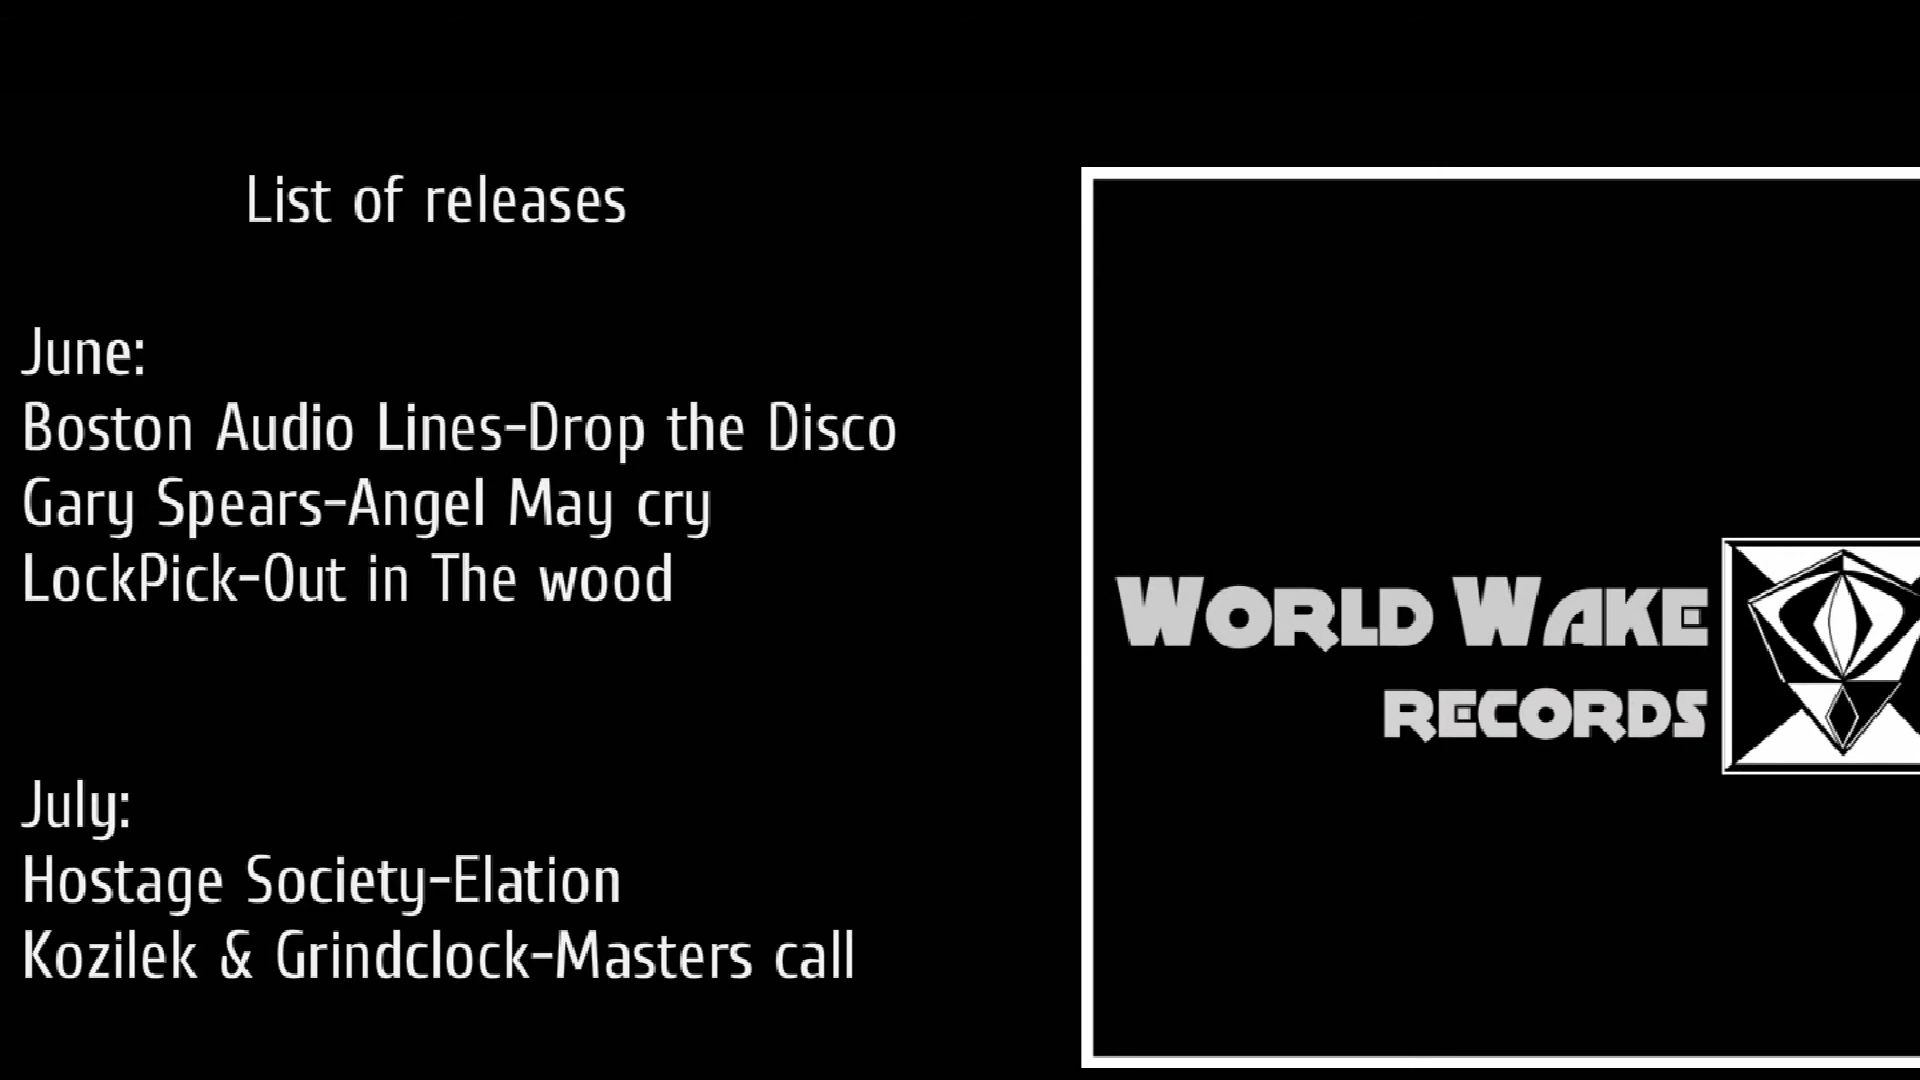 List of releases
June:
Boston Audio Lines-Drop the Disco
Gary Spears-Angel May cry
LockPick-Out in The wood
July:
Hostage Society-Elation
Kozilek & Grindclock-Masters call
WORLD WAKE
RECORDS